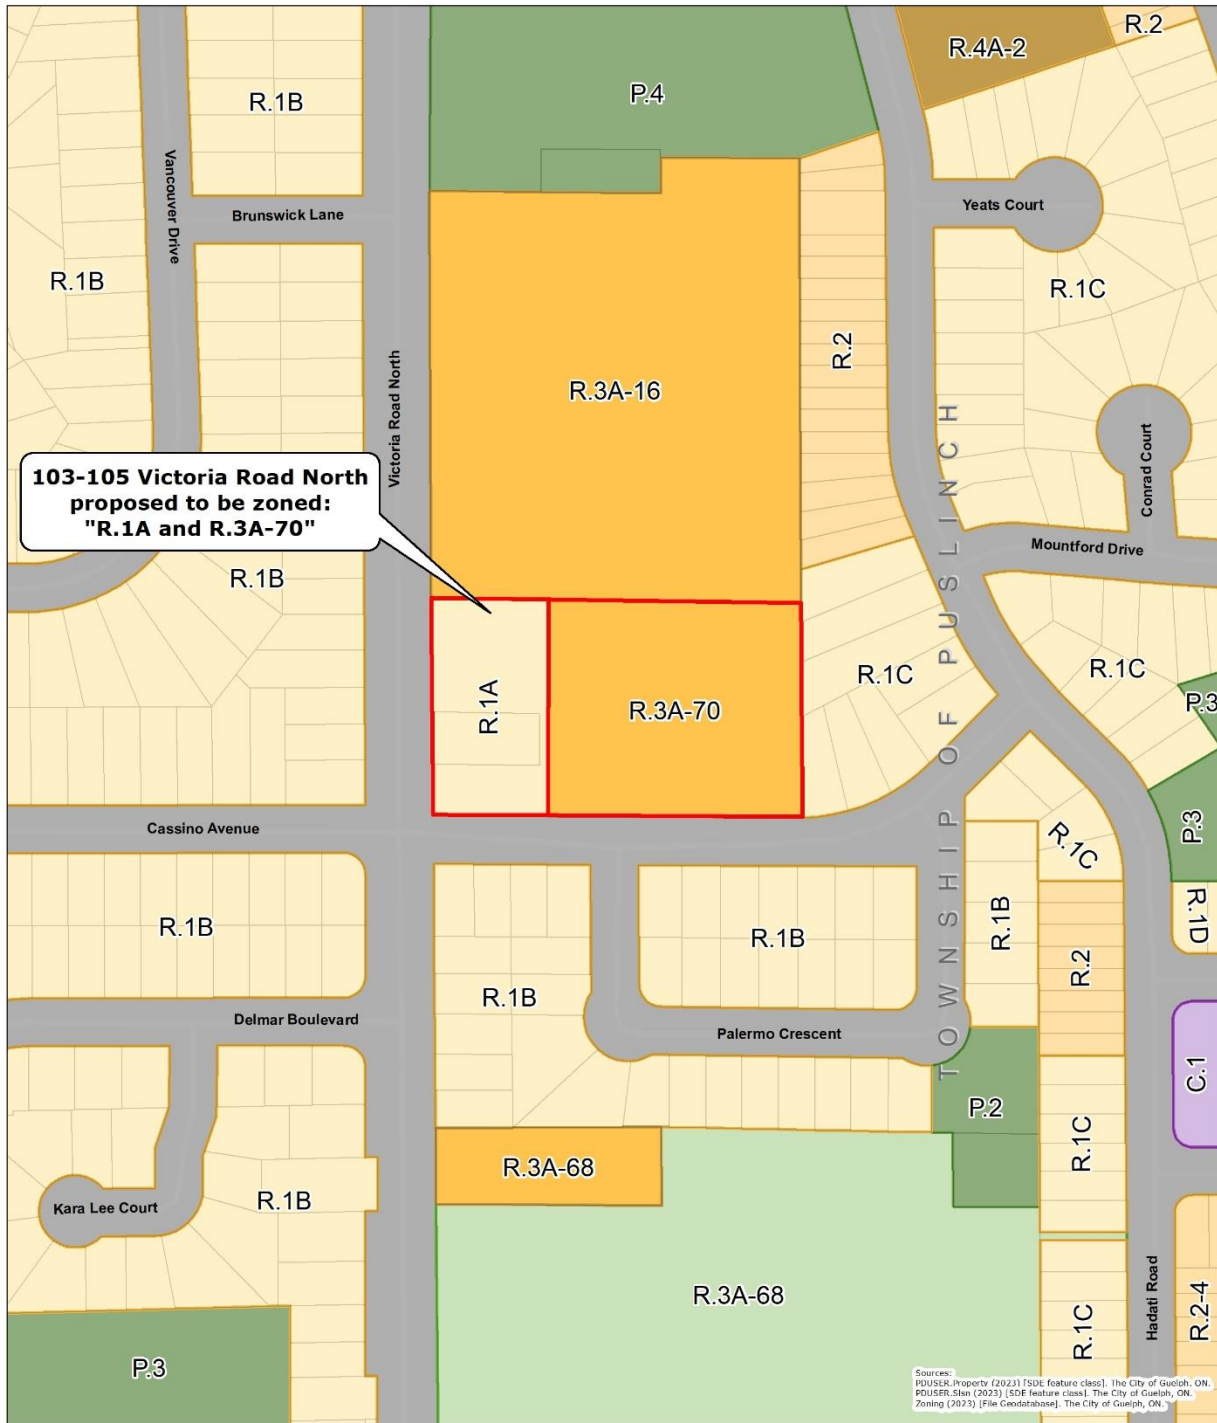 R.4A-2
R.2
P.4
R.1B
Vancouver Drive
Brunswick Lane
Yeats Court
R.1B
R.1C
R.2
Victoria Road North
R.3A-16
Conrad Court
103-105 Victoria Road North
proposed to be zoned:
"R.1A and R.3A-70"
Mountford Drive
R.1B
R.1A
R.3A-70
R.1C
R.1C
P.3
TOWNSHIP OF PUSLINCH
Cassino Avenue
P.3
R.1C
R.1B
R.1B
R.1B
R.1D
R.1B
R.2
Delmar Boulevard
Palermo Crescent
C.1
P.2
R.1C
R.3A-68
R.1B
Kara Lee Court
R.3A-68
Hadati Road
R.2-4
R.1C
P.3
Sources:
PDUSER.Property (2023) [SDE feature class]. The City of Guelph, ON.
PDUSER.Slsn (2023) [SDE feature class]. The City of Guelph, ON.
Zoning (2023) [File Geodatabase]. The City of Guelph, ON.